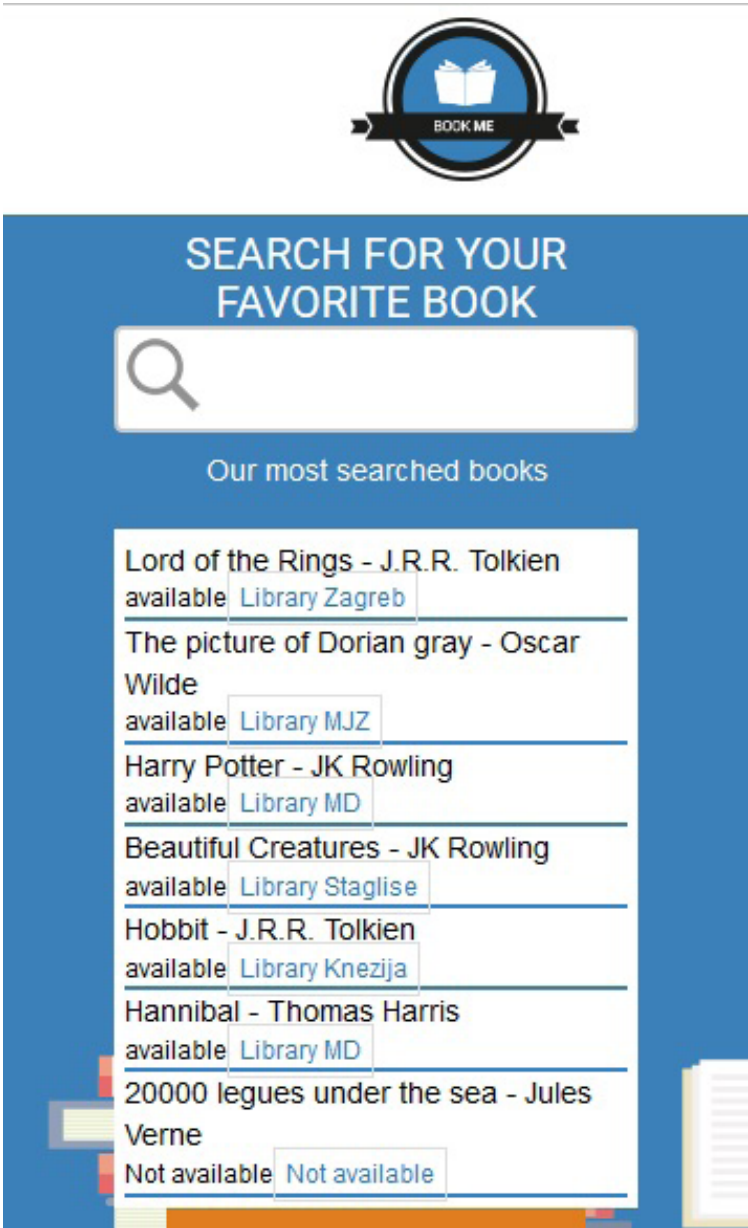 BOOK ME
SEARCH FOR YOUR
FAVORITE BOOK
Our most searched books
Lord of the Rings - J.R.R. Tolkien
available Library Zagreb
The picture of Dorian gray - Oscar
Wilde
available Library MJZ
Harry Potter - JK Rowling
available Library MD
Beautiful Creatures - JK Rowling
available Library Staglise
Hobbit - J.R.R. Tolkien
available Library Knezija
Hannibal - Thomas Harris
available Library MD
20000 legues under the sea - Jules
Verne
Not available Not available